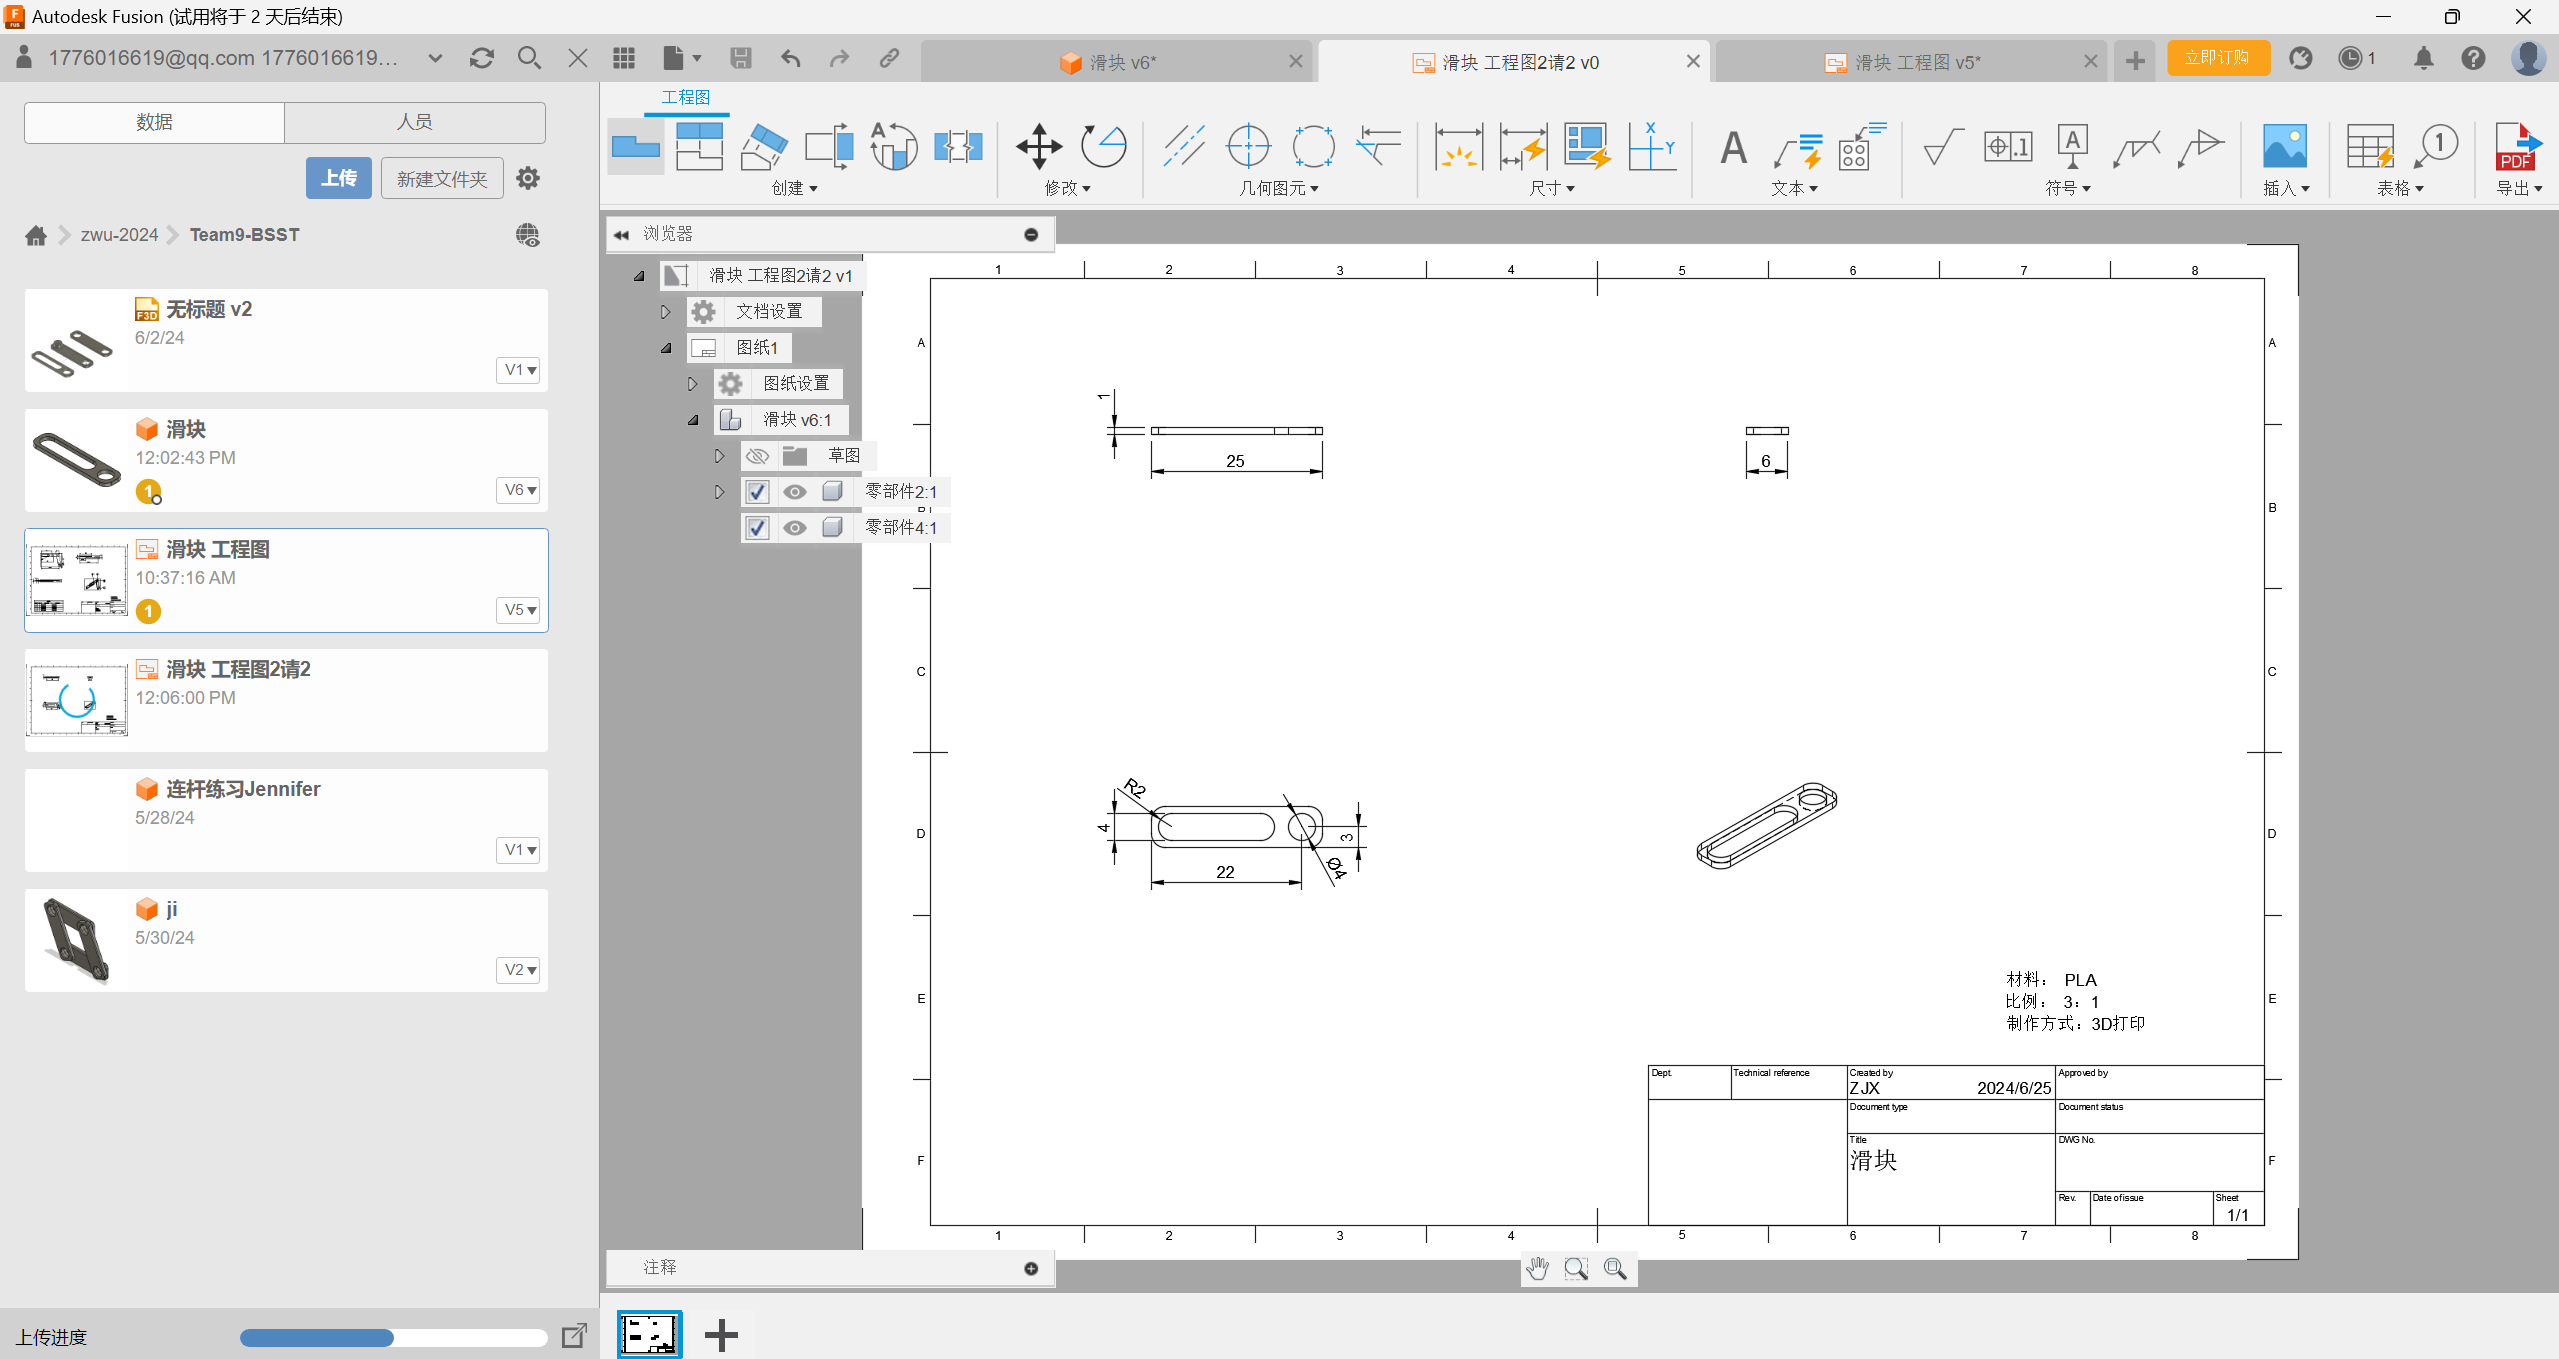 Autodesk Fusion (试用将于 2 天后结束)
1776016619@qq.com 1776016619...
滑块 v6*
滑块 工程图2请2 v0
滑块 工程图 v5*
立即订购
1
数据
人员
上传
新建文件夹
zwu-2024
Team9-BSST
无标题 v2
6/2/24
V1
滑块
12:02:43 PM
1
V6
滑块 工程图
10:37:16 AM
1
V5
滑块 工程图2请2
12:06:00 PM
连杆练习Jennifer
5/28/24
V1
ji
5/30/24
V2
上传进度
工程图
创建
修改
几何图元
尺寸
文本
符号
插入
表格
导出
PDF
浏览器
滑块 工程图2请2 v1
文档设置
图纸1
图纸设置
滑块 v6:1
草图
零部件2:1
零部件4:1
注释
1 2 3 4 5 6 7 8
A A
B B
C C
D D
E E
F F
1 2 3 4 5 6 7 8
1
25
6
R2
4
22
3
Ø4
材料： PLA
比例： 3：1
制作方式：3D打印
Dept.
Technical reference
Created by
ZJX 2024/6/25
Approved by
Document type
Document status
Title
滑块
DWG No.
Rev.
Date of issue
Sheet
1/1